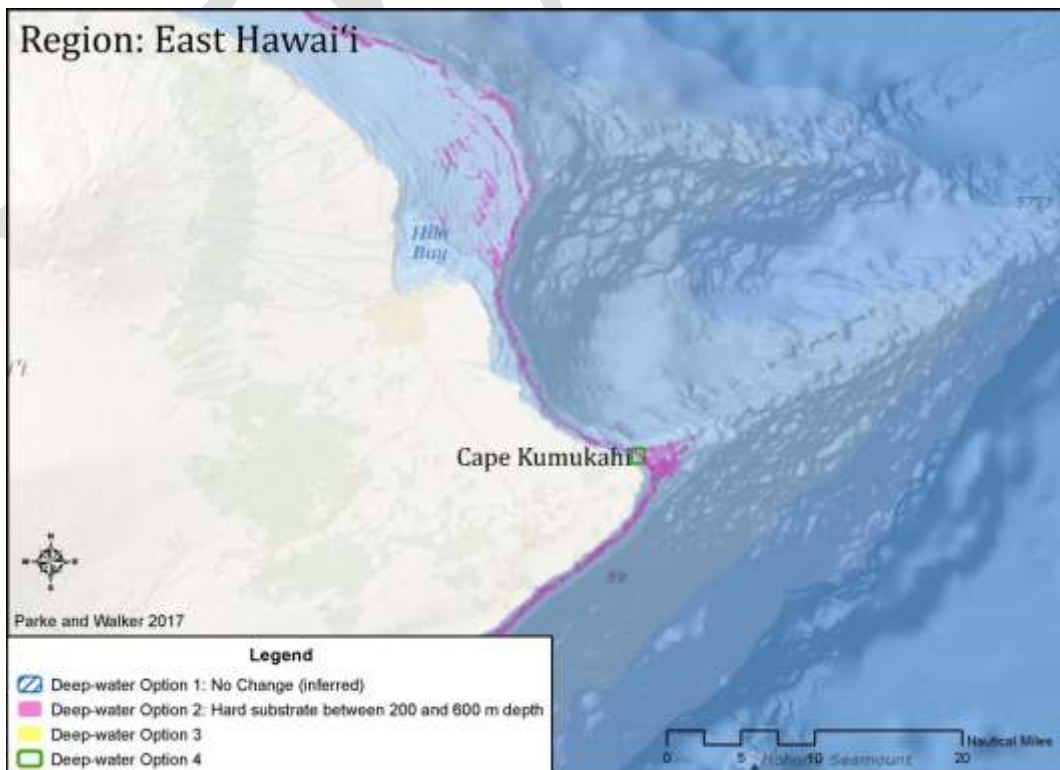 Region: East Hawaiʻi
Hilo
Bay
Cape Kumukahi
Parke and Walker 2017
Legend
Deep-water Option 1: No Change (inferred)
Deep-water Option 2: Hard substrate between 200 and 600 m depth
Deep-water Option 3
Deep-water Option 4
0 5 10 20
Nautical Miles
Seamount